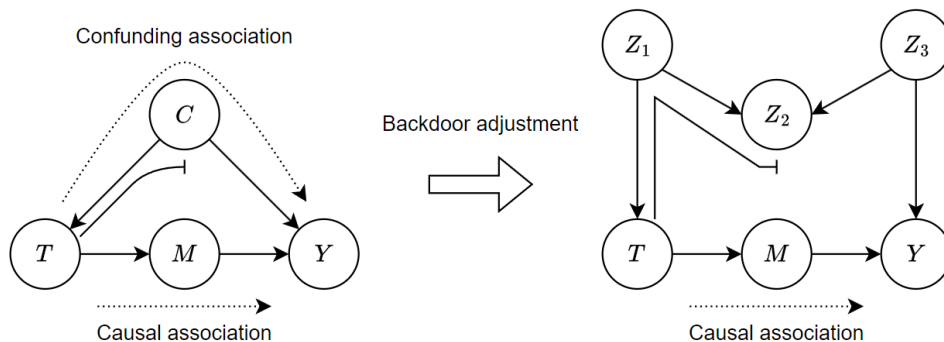 Confunding association
C
T
M
Y
Causal association
Backdoor adjustment
Z1
Z3
Z2
T
M
Y
Causal association